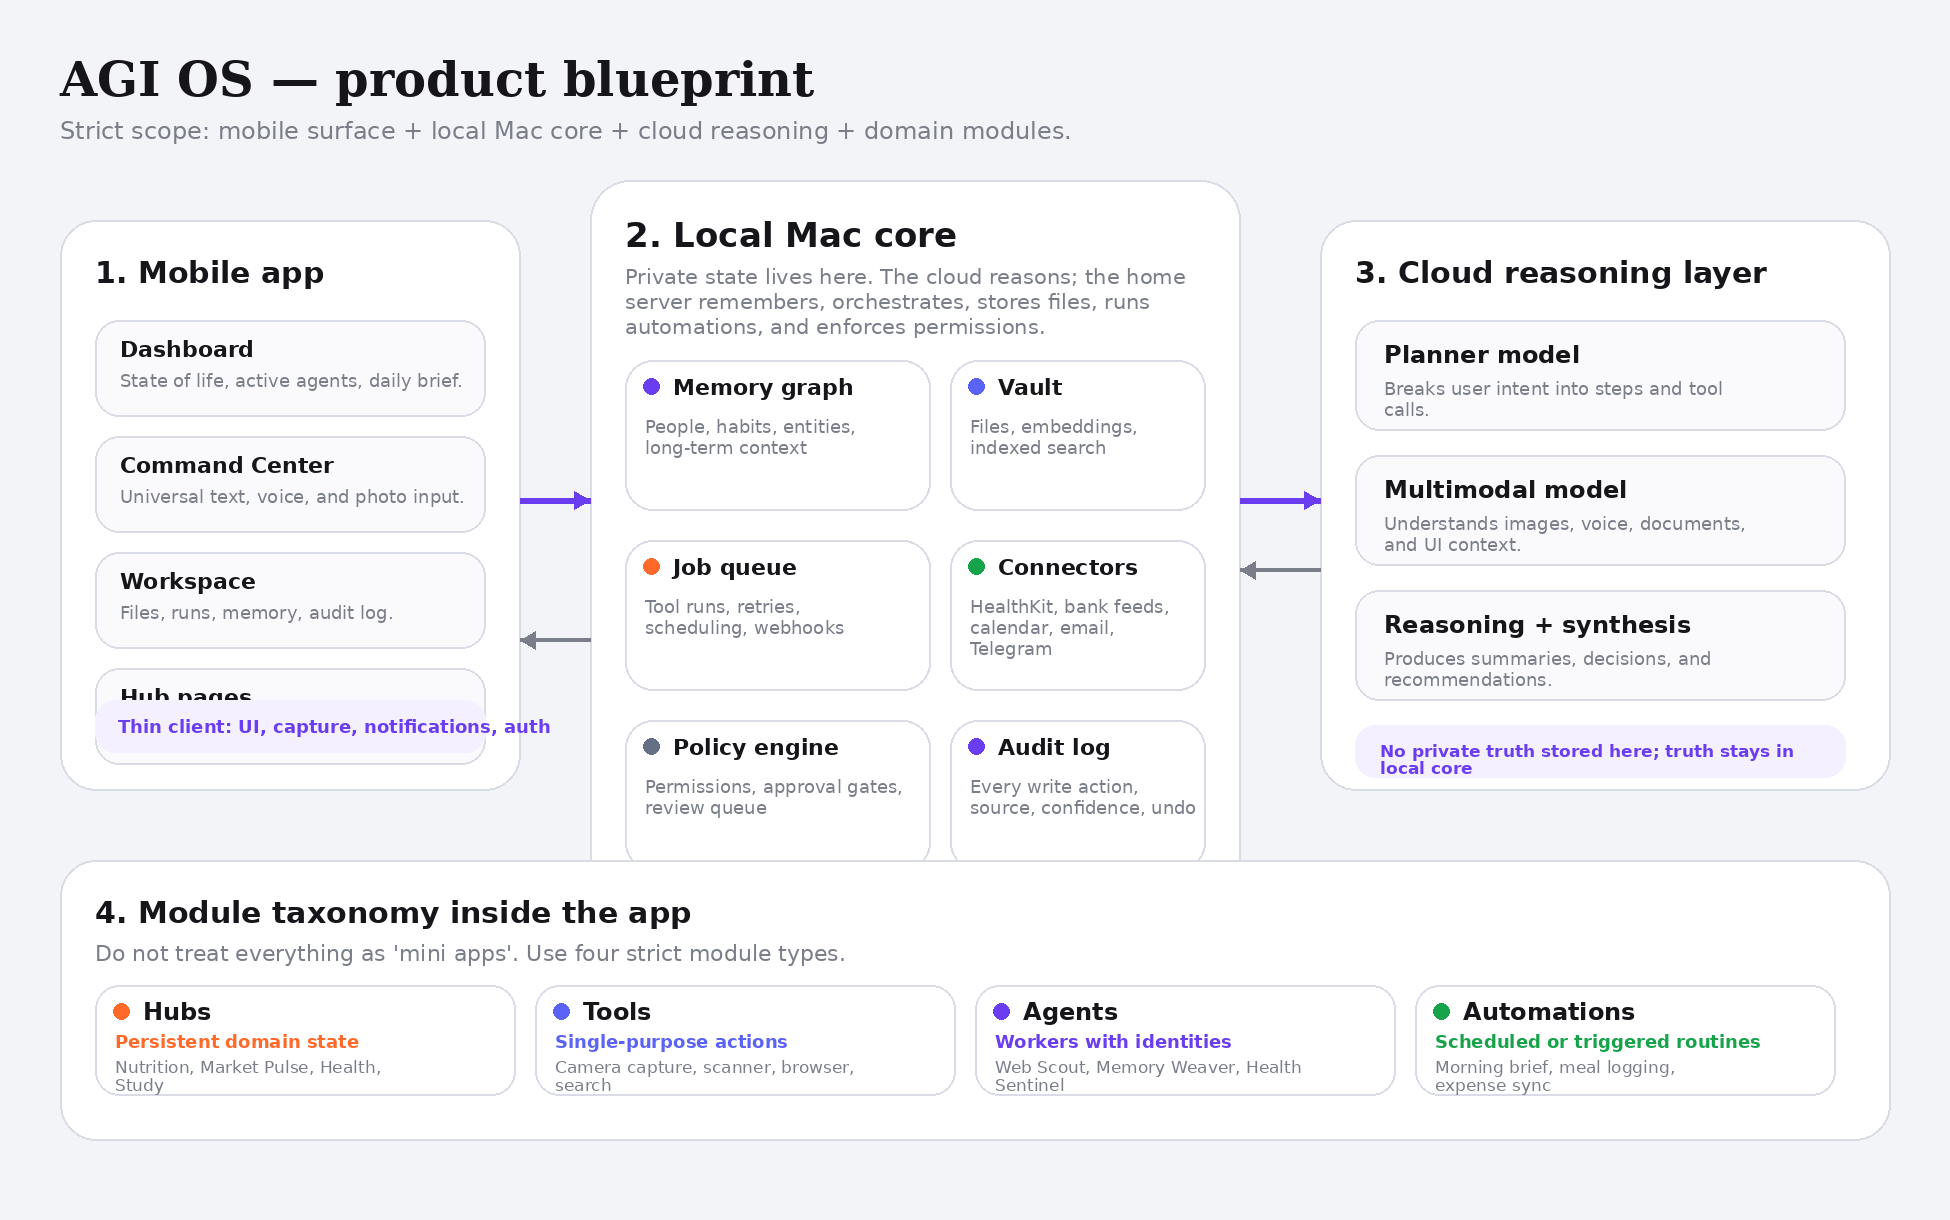 AGI OS — product blueprint
Strict scope: mobile surface + local Mac core + cloud reasoning + domain modules.
1. Mobile app
Dashboard
State of life, active agents, daily brief.
Command Center
Universal text, voice, and photo input.
Workspace
Files, runs, memory, audit log.
Hub pages
Thin client: UI, capture, notifications, auth
2. Local Mac core
Private state lives here. The cloud reasons; the home
server remembers, orchestrates, stores files, runs
automations, and enforces permissions.
Memory graph
People, habits, entities,
long-term context
Vault
Files, embeddings,
indexed search
Job queue
Tool runs, retries,
scheduling, webhooks
Connectors
HealthKit, bank feeds,
calendar, email,
Telegram
Policy engine
Permissions, approval gates,
review queue
Audit log
Every write action,
source, confidence, undo
3. Cloud reasoning layer
Planner model
Breaks user intent into steps and tool
calls.
Multimodal model
Understands images, voice, documents,
and UI context.
Reasoning + synthesis
Produces summaries, decisions, and
recommendations.
No private truth stored here; truth stays in
local core
4. Module taxonomy inside the app
Do not treat everything as 'mini apps'. Use four strict module types.
Hubs
Persistent domain state
Nutrition, Market Pulse, Health,
Study
Tools
Single-purpose actions
Camera capture, scanner, browser,
search
Agents
Workers with identities
Web Scout, Memory Weaver, Health
Sentinel
Automations
Scheduled or triggered routines
Morning brief, meal logging,
expense sync